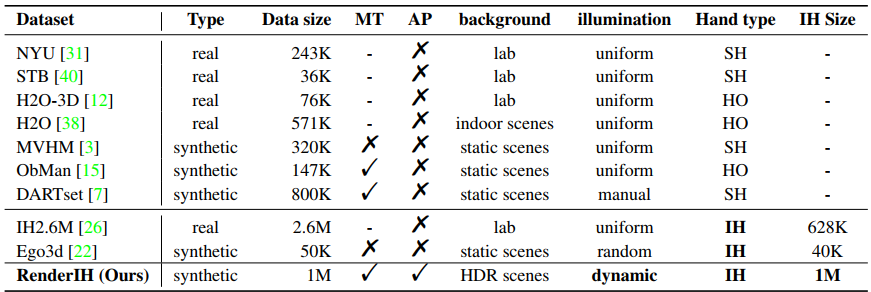 Dataset Type Data size MT AP background illumination Hand type IH Size
NYU [31] real 243K - ✗ lab uniform SH -
STB [40] real 36K - ✗ lab uniform SH -
H2O-3D [12] real 76K - ✗ lab uniform HO -
H2O [38] real 571K - ✗ indoor scenes uniform HO -
MVHM [3] synthetic 320K ✗ ✗ static scenes uniform SH -
ObMan [15] synthetic 147K ✓ ✗ static scenes uniform HO -
DARTset [7] synthetic 800K ✓ ✗ static scenes manual SH -
IH2.6M [26] real 2.6M - ✗ lab uniform IH 628K
Ego3d [22] synthetic 50K ✗ ✗ static scenes random IH 40K
RenderIH (Ours) synthetic 1M ✓ ✓ HDR scenes dynamic IH 1M